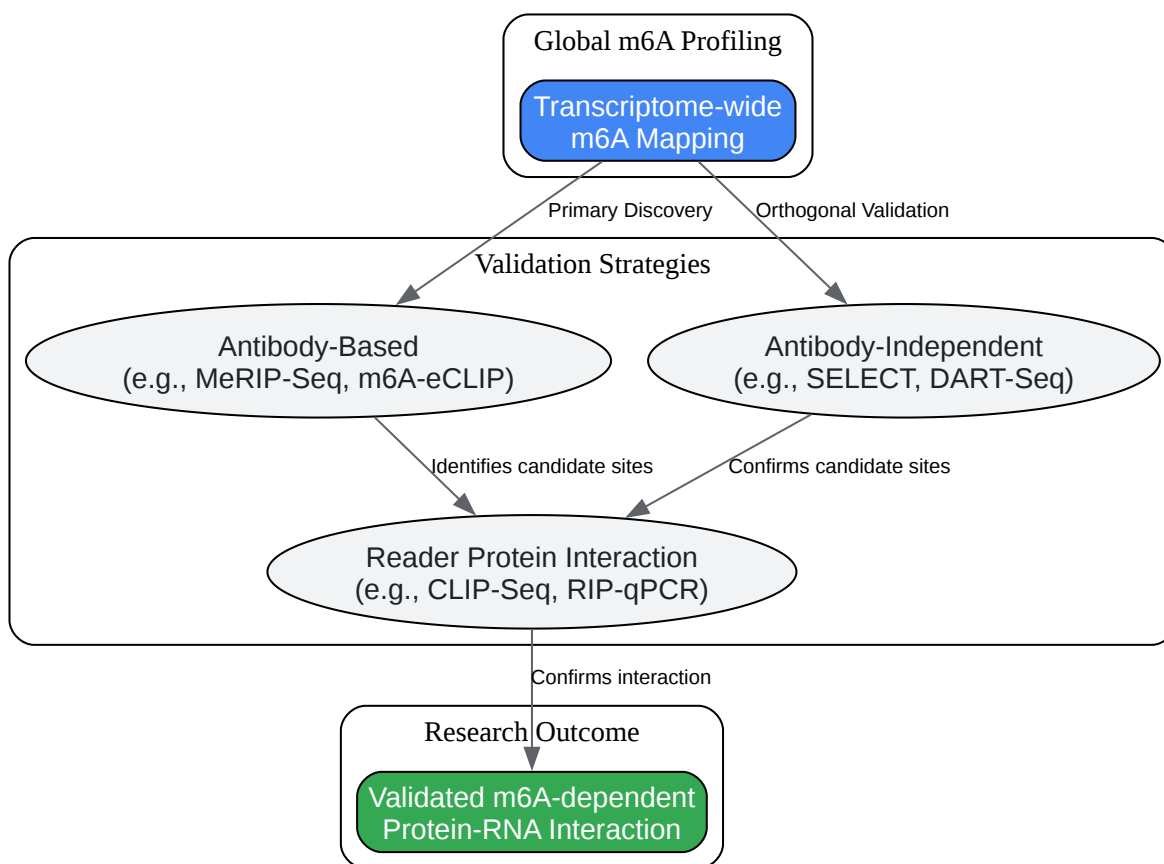 Global m6A Profiling
Transcriptome-wide
m6A Mapping
Primary Discovery
Orthogonal Validation
Validation Strategies
Antibody-Based
(e.g., MeRIP-Seq, m6A-eCLIP)
Antibody-Independent
(e.g., SELECT, DART-Seq)
Identifies candidate sites
Confirms candidate sites
Reader Protein Interaction
(e.g., CLIP-Seq, RIP-qPCR)
Confirms interaction
Research Outcome
Validated m6A-dependent
Protein-RNA Interaction